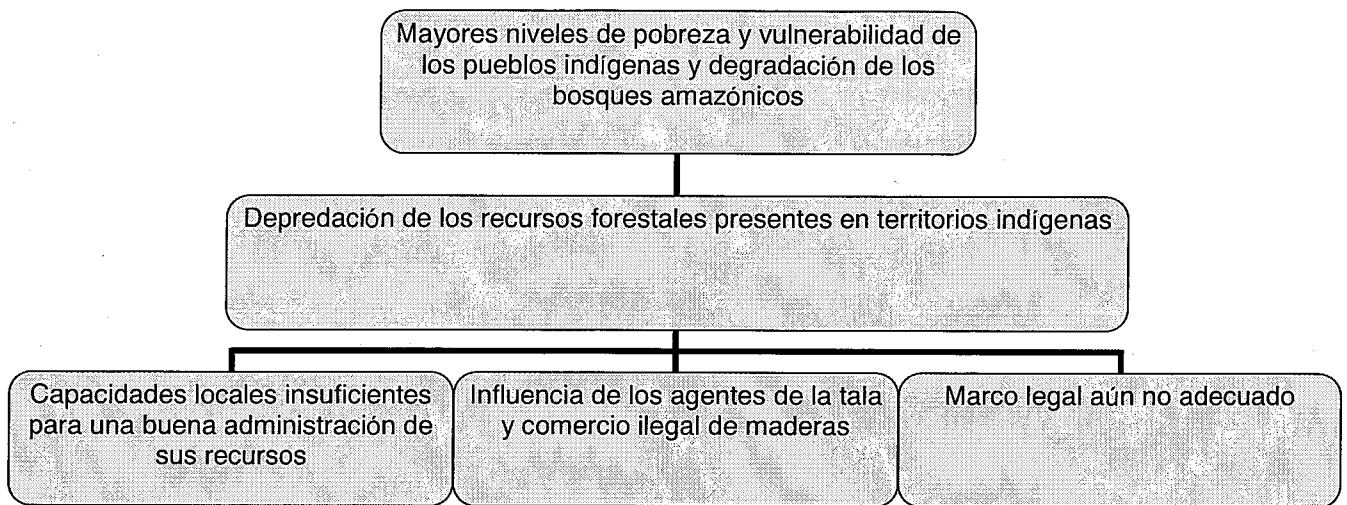 Mayores niveles de pobreza y vulnerabilidad de
los pueblos indígenas y degradación de los
bosques amazónicos
Depredación de los recursos forestales presentes en territorios indígenas
Capacidades locales insuficientes
para una buena administración de
sus recursos
Influencia de los agentes de la tala
y comercio ilegal de maderas
Marco legal aún no adecuado